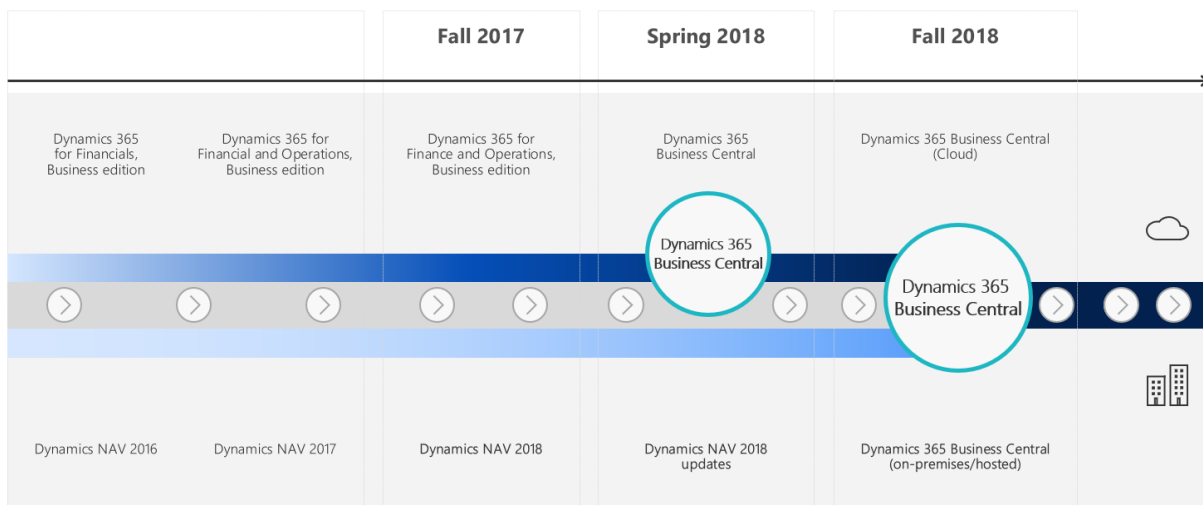 Fall 2017
Spring 2018
Fall 2018
Dynamics 365
for Financials,
Business edition
Dynamics 365 for
Financial and Operations,
Business edition
Dynamics 365 for
Finance and Operations,
Business edition
Dynamics 365
Business Central
Dynamics 365 Business Central
(Cloud)
Dynamics 365
Business Central
Dynamics 365
Business Central
Dynamics NAV 2016
Dynamics NAV 2017
Dynamics NAV 2018
Dynamics NAV 2018
updates
Dynamics 365 Business Central
(on-premises/hosted)